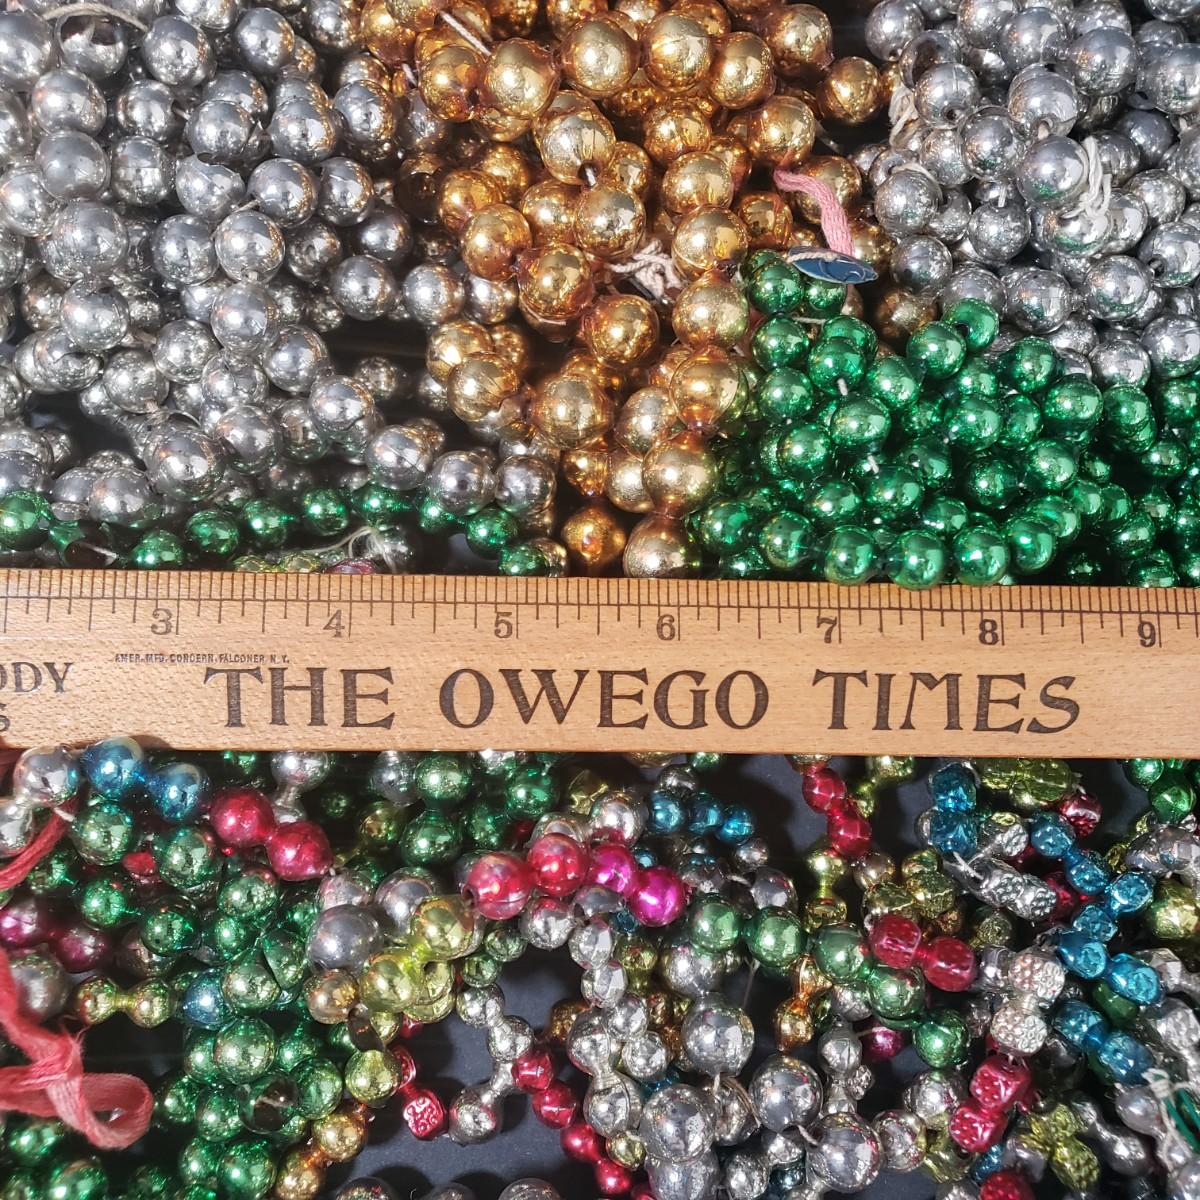 3 4 5 6 7 8 9
AMER. MFG. CONCERN, FALCONER N.Y.
ODY
THE OWEGO TIMES
S